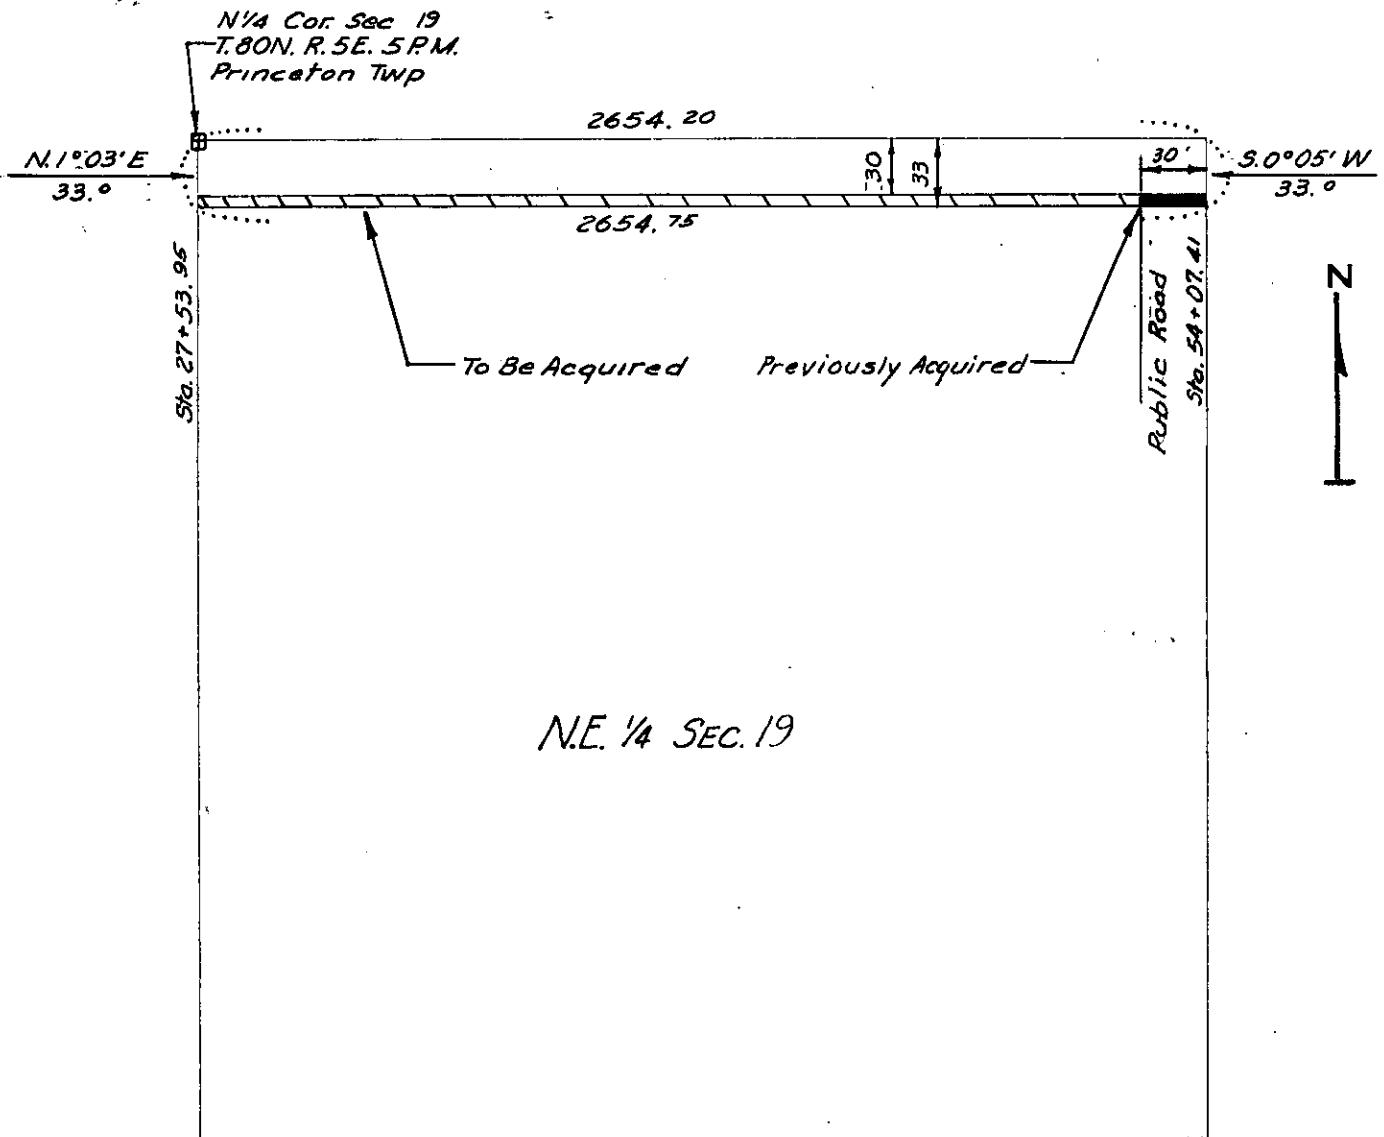 N¼ Cor. Sec 19
T.80N. R.5E. 5P.M.
Princeton Twp
2654.20
N.1°03'E
33.0
30
33
30'
S.0°05'W
33.0
2654.75
Sta. 27+53.95
To Be Acquired
Previously Acquired
Public Road
Sta. 54+07.41
N
N.E. ¼ SEC. 19